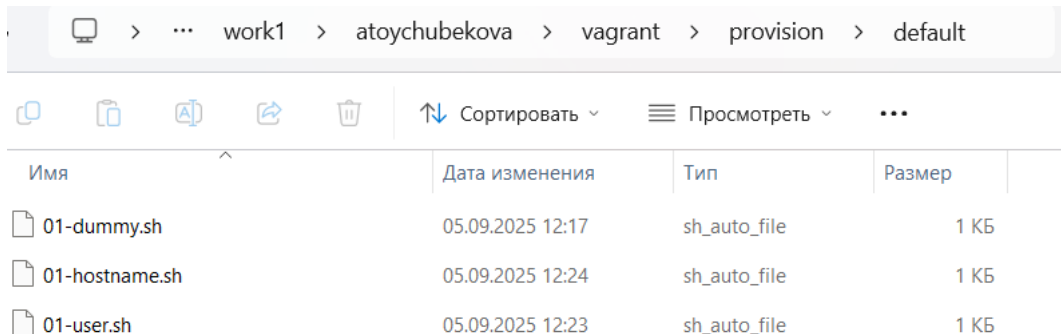 > ... work1 > atoychubekova > vagrant > provision > default
Сортировать Просмотреть ...
Имя Дата изменения Тип Размер
01-dummy.sh 05.09.2025 12:17 sh_auto_file 1 КБ
01-hostname.sh 05.09.2025 12:24 sh_auto_file 1 КБ
01-user.sh 05.09.2025 12:23 sh_auto_file 1 КБ